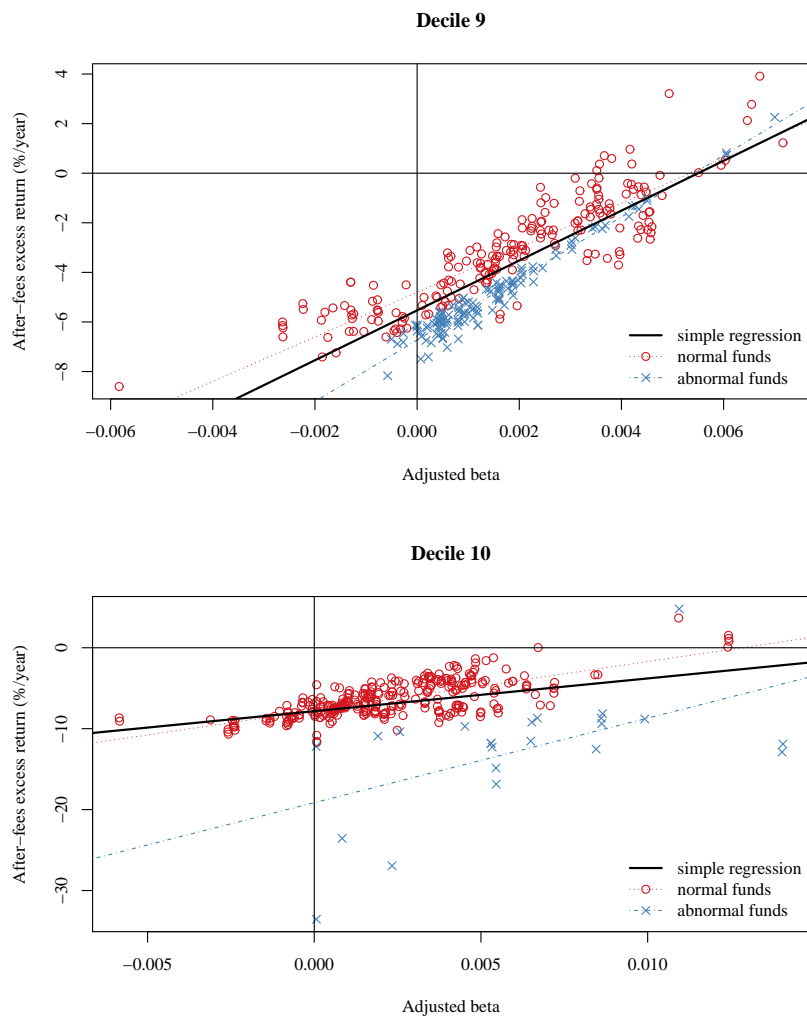 Decile 9
After−fees excess return (%/year)
4
2
0
−2
−4
−6
−8
simple regression
normal funds
abnormal funds
−0.006
−0.004
−0.002
0.000
0.002
0.004
0.006
Adjusted beta
Decile 10
After−fees excess return (%/year)
0
−10
−20
−30
simple regression
normal funds
abnormal funds
−0.005
0.000
0.005
0.010
Adjusted beta